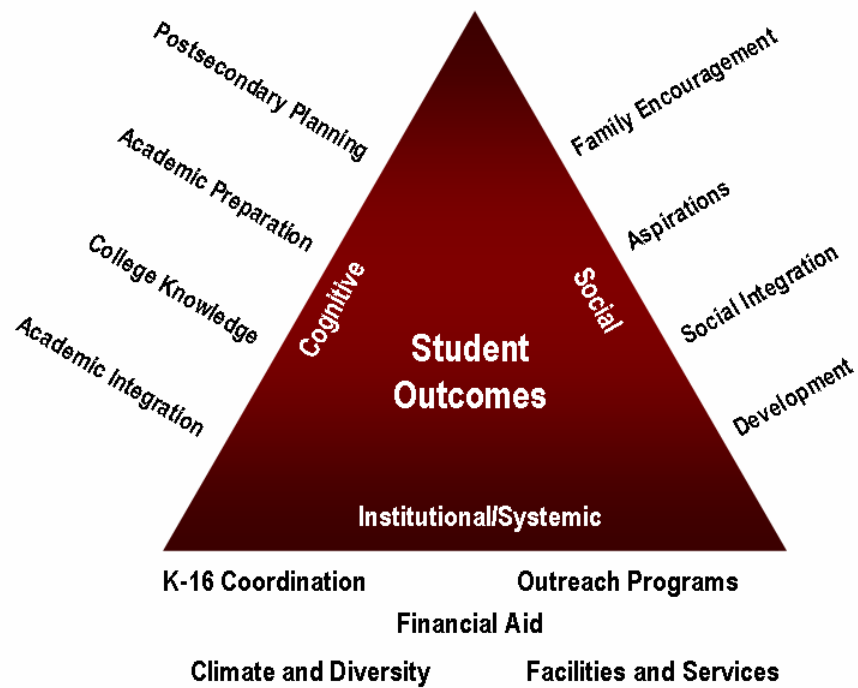 Postsecondary Planning
Academic Preparation
College Knowledge
Academic Integration
Cognitive
Family Encouragement
Aspirations
Social Integration
Development
Social
Student
Outcomes
Institutional/Systemic
K-16 Coordination
Outreach Programs
Financial Aid
Climate and Diversity
Facilities and Services